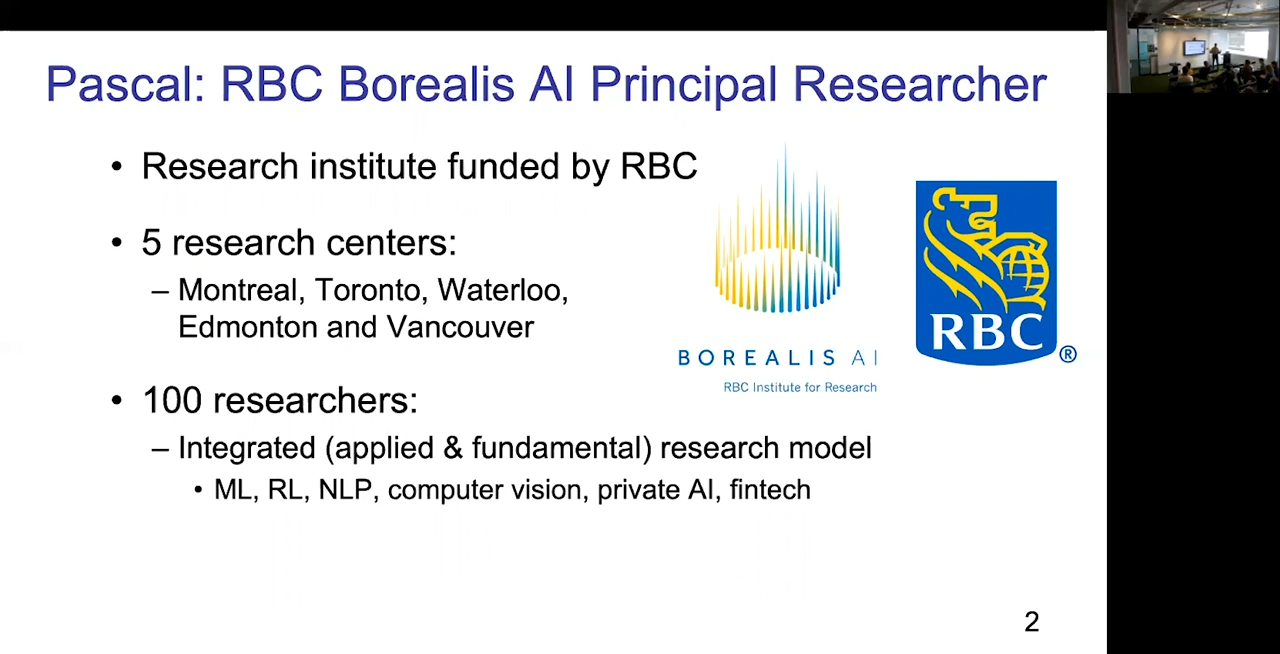 Pascal: RBC Borealis AI Principal Researcher
• Research institute funded by RBC
• 5 research centers:
– Montreal, Toronto, Waterloo,
Edmonton and Vancouver
• 100 researchers:
– Integrated (applied & fundamental) research model
• ML, RL, NLP, computer vision, private AI, fintech
BOREALIS AI
RBC Institute for Research
RBC
®
2